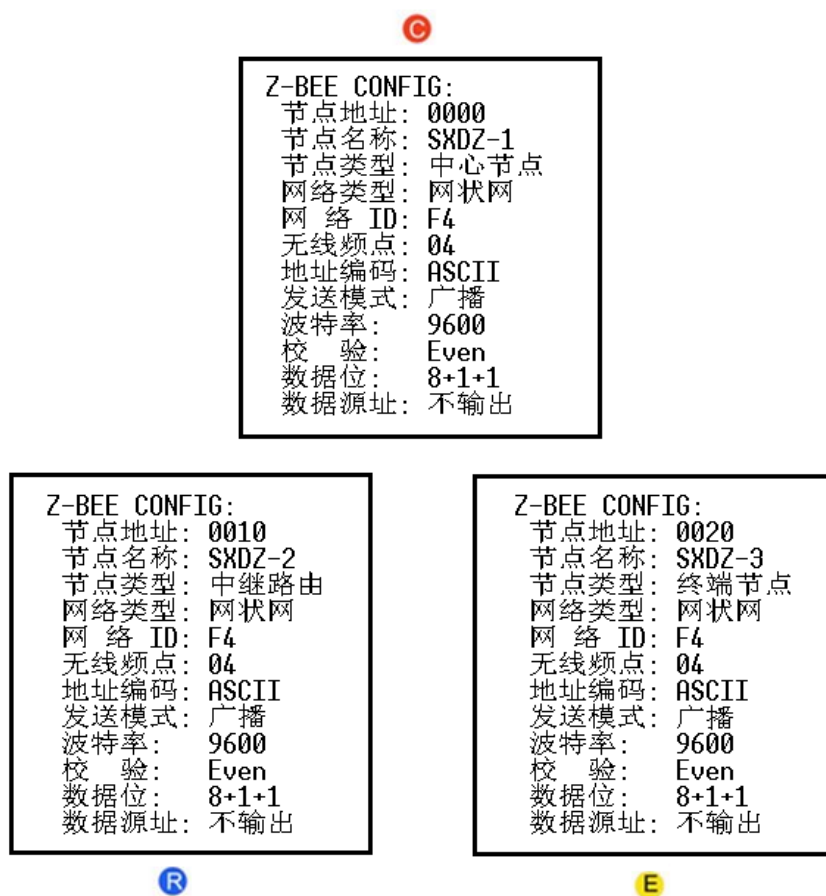 C
Z-BEE CONFIG:
节点地址: 0000
节点名称: SXDZ-1
节点类型: 中心节点
网络类型: 网状网
网 络 ID: F4
无线频点: 04
地址编码: ASCII
发送模式: 广播
波特率: 9600
校 验: Even
数据位: 8+1+1
数据源址: 不输出
Z-BEE CONFIG:
节点地址: 0010
节点名称: SXDZ-2
节点类型: 中继路由
网络类型: 网状网
网 络 ID: F4
无线频点: 04
地址编码: ASCII
发送模式: 广播
波特率: 9600
校 验: Even
数据位: 8+1+1
数据源址: 不输出
R
Z-BEE CONFIG:
节点地址: 0020
节点名称: SXDZ-3
节点类型: 终端节点
网络类型: 网状网
网 络 ID: F4
无线频点: 04
地址编码: ASCII
发送模式: 广播
波特率: 9600
校 验: Even
数据位: 8+1+1
数据源址: 不输出
E